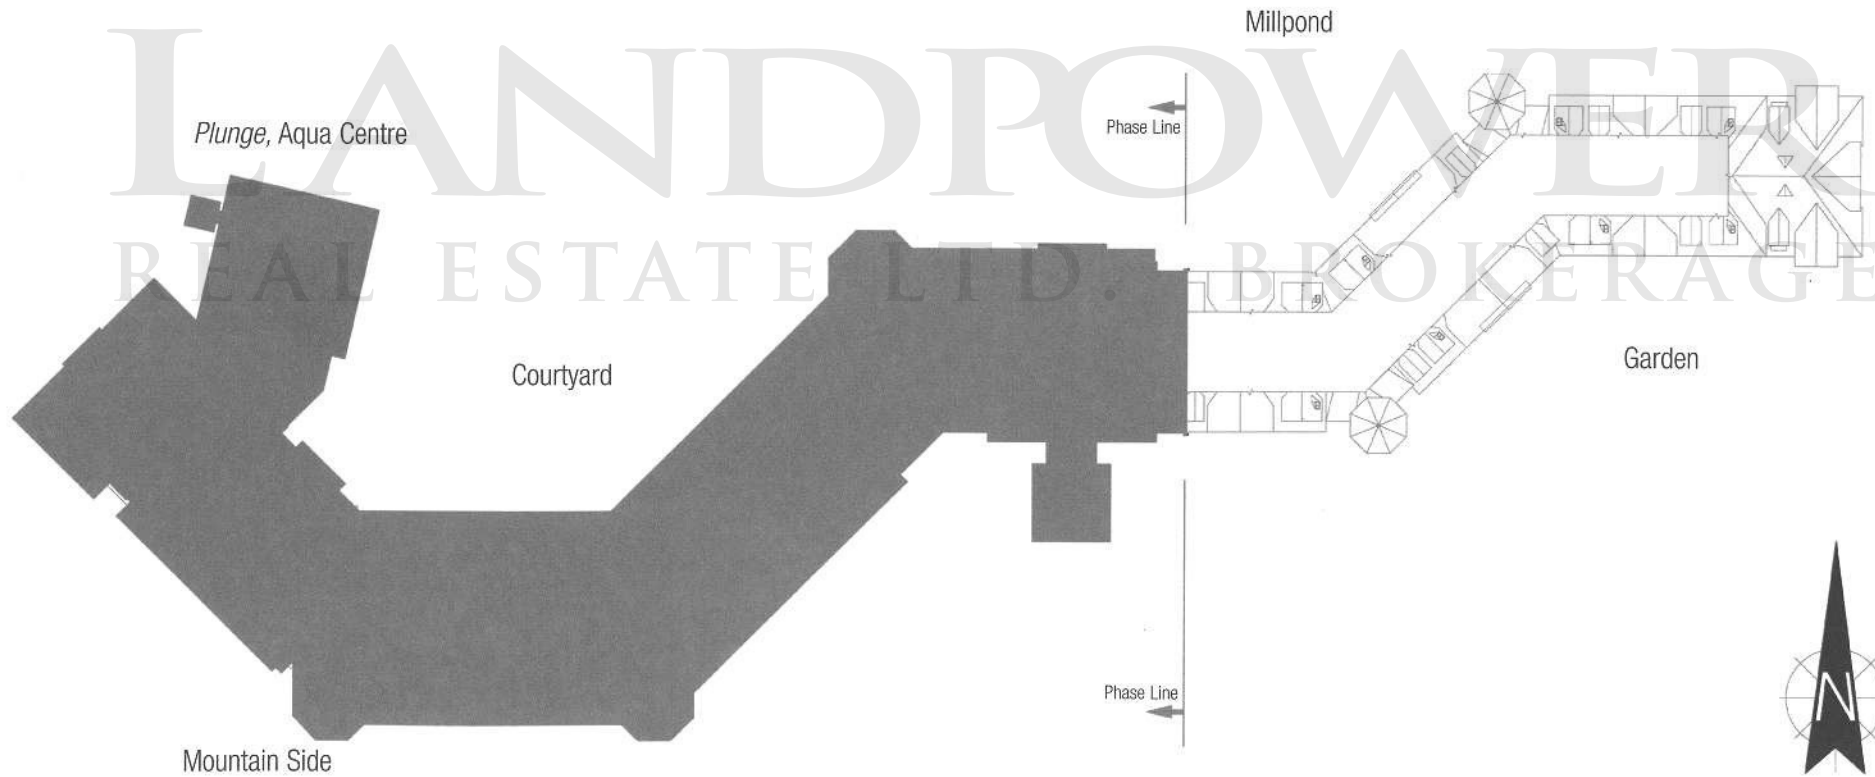 Millpond
LANDPOWER
Phase Line
Plunge, Aqua Centre
REAL ESTATE LTD. BROKERAGE
Courtyard
Garden
Phase Line
N
Mountain Side